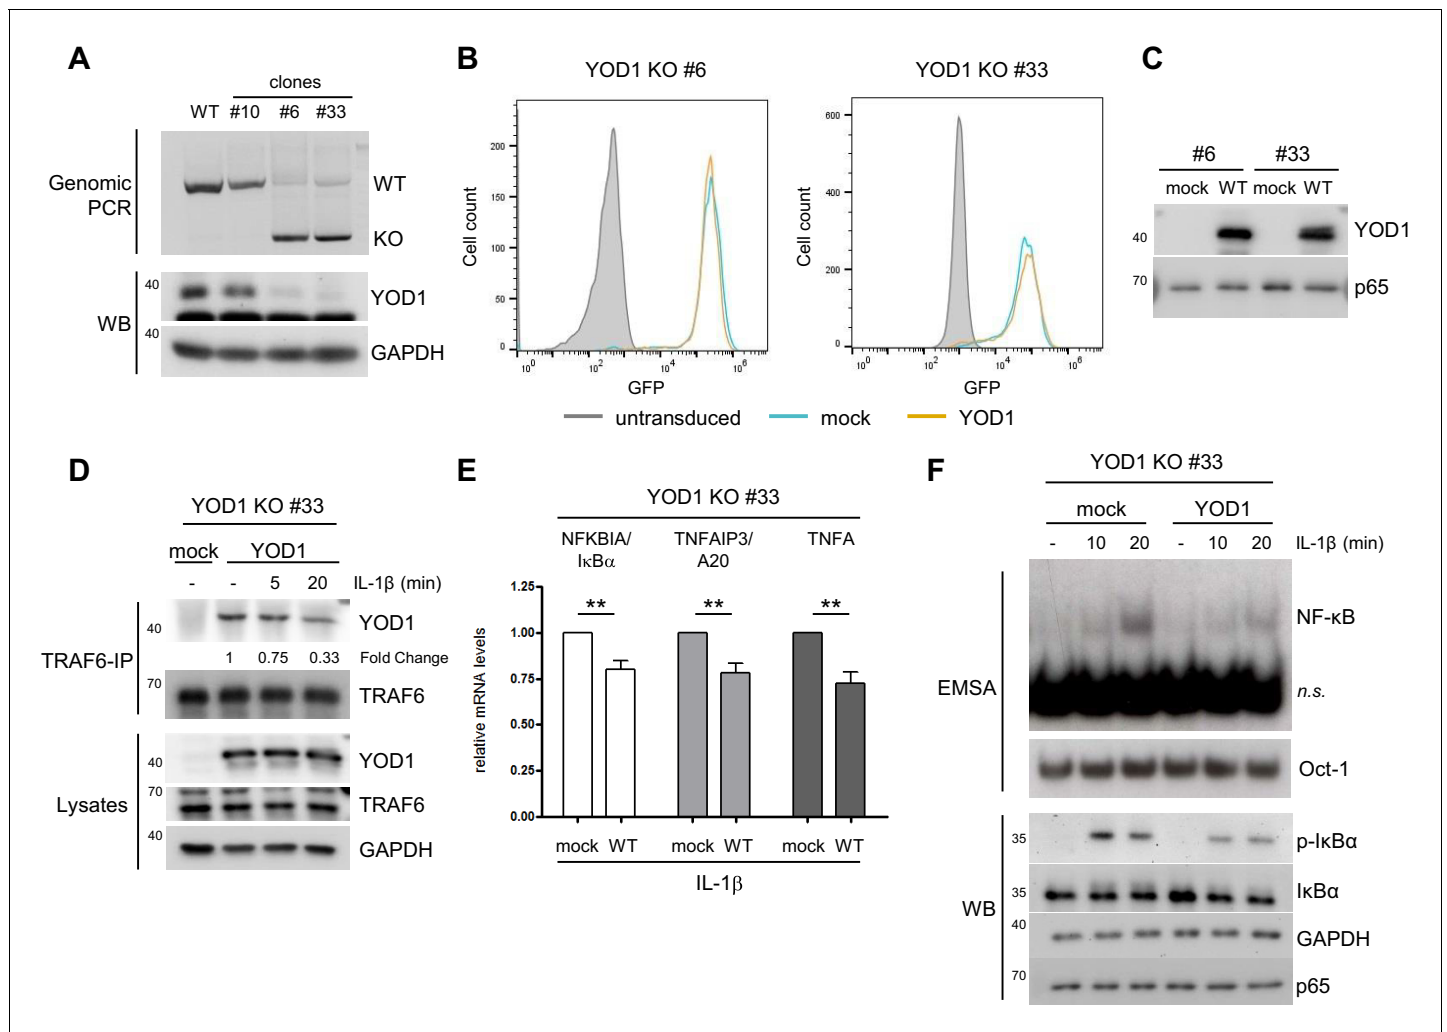 A
clones
WT #10 #6 #33
Genomic
PCR
WT
KO
WB
40
YOD1
40
GAPDH
B
YOD1 KO #6
Cell count
200
150
100
50
0
10^0 10^2 10^4 10^6
GFP
YOD1 KO #33
Cell count
600
400
200
0
10^0 10^2 10^4 10^6
GFP
untransduced mock YOD1
C
#6 #33
mock WT mock WT
40
YOD1
70
p65
D
YOD1 KO #33
mock YOD1
- - 5 20 IL-1β (min)
TRAF6-IP
40
YOD1
1 0.75 0.33 Fold Change
70
TRAF6
Lysates
40
YOD1
70
TRAF6
40
GAPDH
E
YOD1 KO #33
NFKBIA/
IκBα
TNFAIP3/
A20
TNFA
relative mRNA levels
1.25
1.00
0.75
0.50
0.25
0.00
** ** **
mock WT mock WT mock WT
IL-1β
F
YOD1 KO #33
mock YOD1
- 10 20 - 10 20 IL-1β (min)
EMSA
NF-κB
n.s.
Oct-1
WB
35
p-IκBα
35
IκBα
40
GAPDH
70
p65